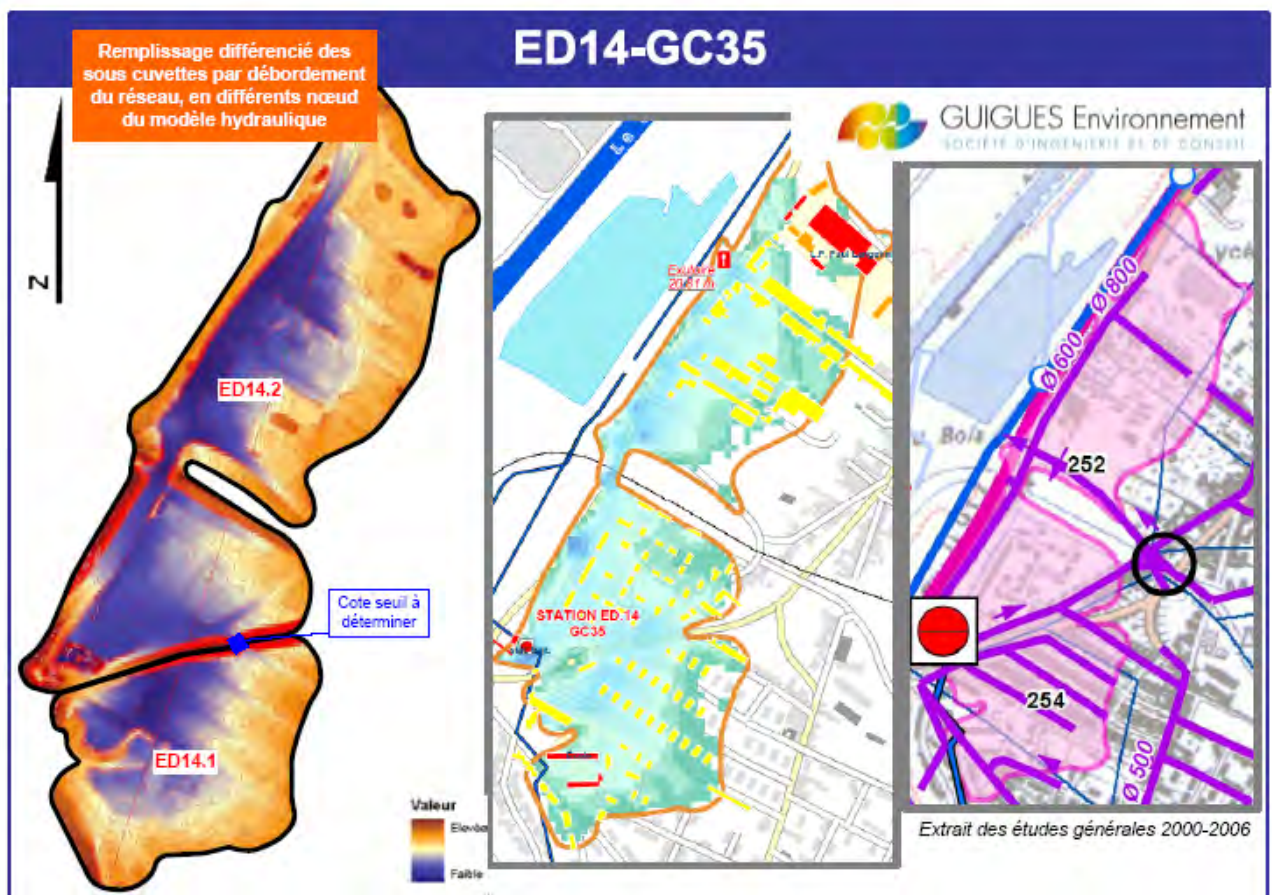 ED14-GC35
Remplissage différencié des
sous cuvettes par débordement
du réseau, en différents nœud
du modèle hydraulique
GUIGUES Environnement
SOCIÉTÉ D'INGÉNIERIE ET DE CONSEIL
N
ED14.2
Cote seuil à
déterminer
ED14.1
Valeur
Elevée
Faible
Exutoire
L.P. Paul
STATION ED.14
GC35
Ø 800
Ø 600
Bois
252
254
Ø 500
Extrait des études générales 2000-2006